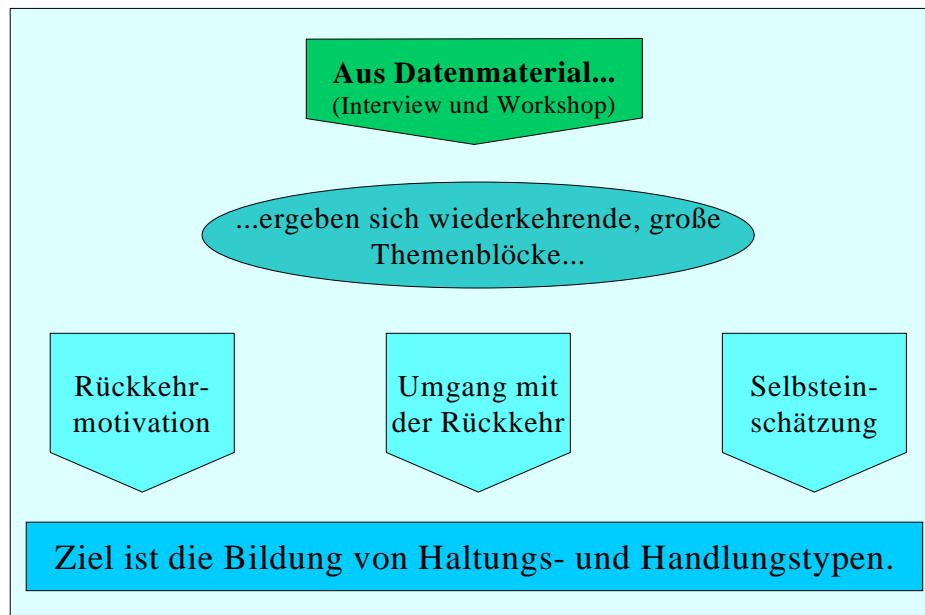 Aus Datenmaterial...
(Interview und Workshop)
...ergeben sich wiederkehrende, große
Themenblöcke...
Rückkehr-
motivation
Umgang mit
der Rückkehr
Selbstein-
schätzung
Ziel ist die Bildung von Haltungs- und Handlungstypen.